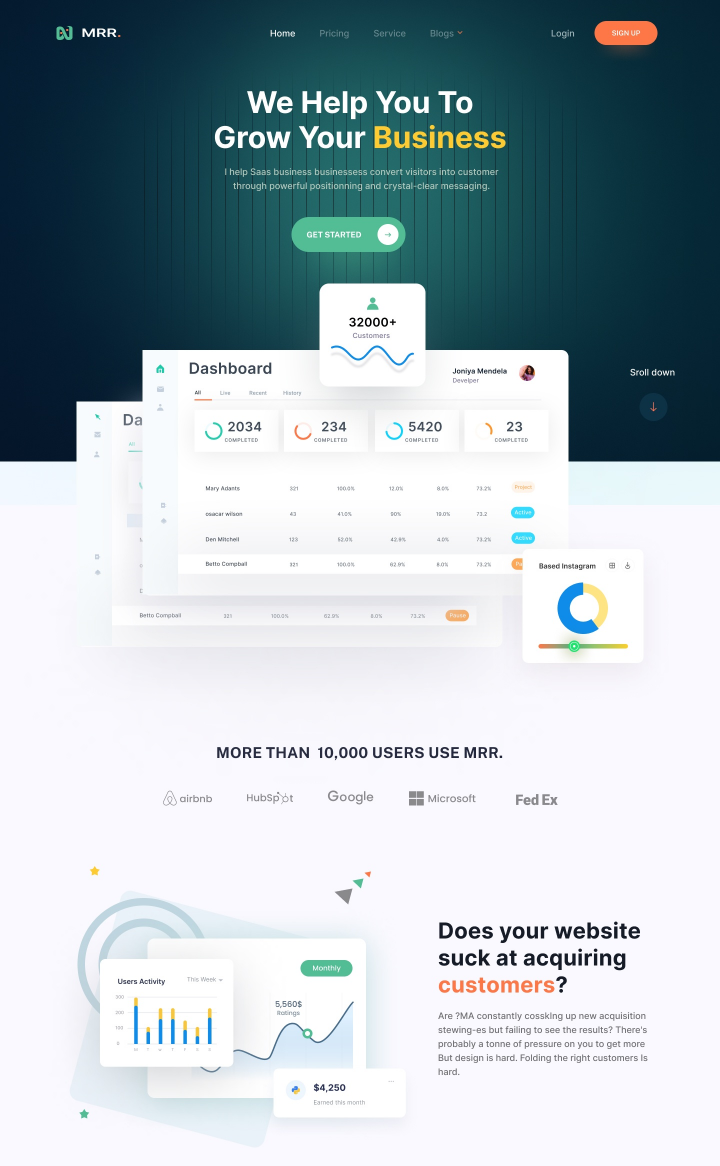 MRR.
Home Pricing Service Blogs
Login SIGN UP
We Help You To
Grow Your Business
I help Saas business businessess convert visitors into customer
through powerful positionning and crystal-clear messaging.
GET STARTED
32000+
Customers
Sroll down
Dashboard
Joniya Mendela
Develper
All Live Recent History
2034
COMPLETED
234
COMPLETED
5420
COMPLETED
23
COMPLETED
Mary Adants 321 100.0% 12.0% 8.0% 73.2% Project
osacar wilson 43 41.0% 90% 19.0% 73.2 Active
Den Mitchell 123 52.0% 42.9% 4.0% 73.2% Active
Betto Compball 321 100.0% 62.9% 8.0% 73.2%
Da
All
Betto Compball 321 100.0% 62.9% 8.0% 73.2% Pause
Based Instagram
MORE THAN 10,000 USERS USE MRR.
airbnb HubSpot Google Microsoft FedEx
Monthly
Users Activity This Week
300
200
100
0
5,560$
Ratings
$4,250
Earned this month
Does your website
suck at acquiring
customers?
Are ?MA constantly cossking up new acquisition
stewing-es but failing to see the results? There's
probably a tonne of pressure on you to get more
But design is hard. Folding the right customers Is
hard.